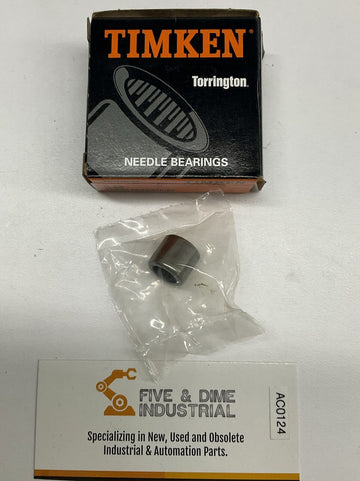 TIMKEN
Torrington®
NEEDLE BEARINGS
FIVE & DIME
INDUSTRIAL
Specializing in New, Used and Obsolete
Industrial & Automation Parts.
AC0124